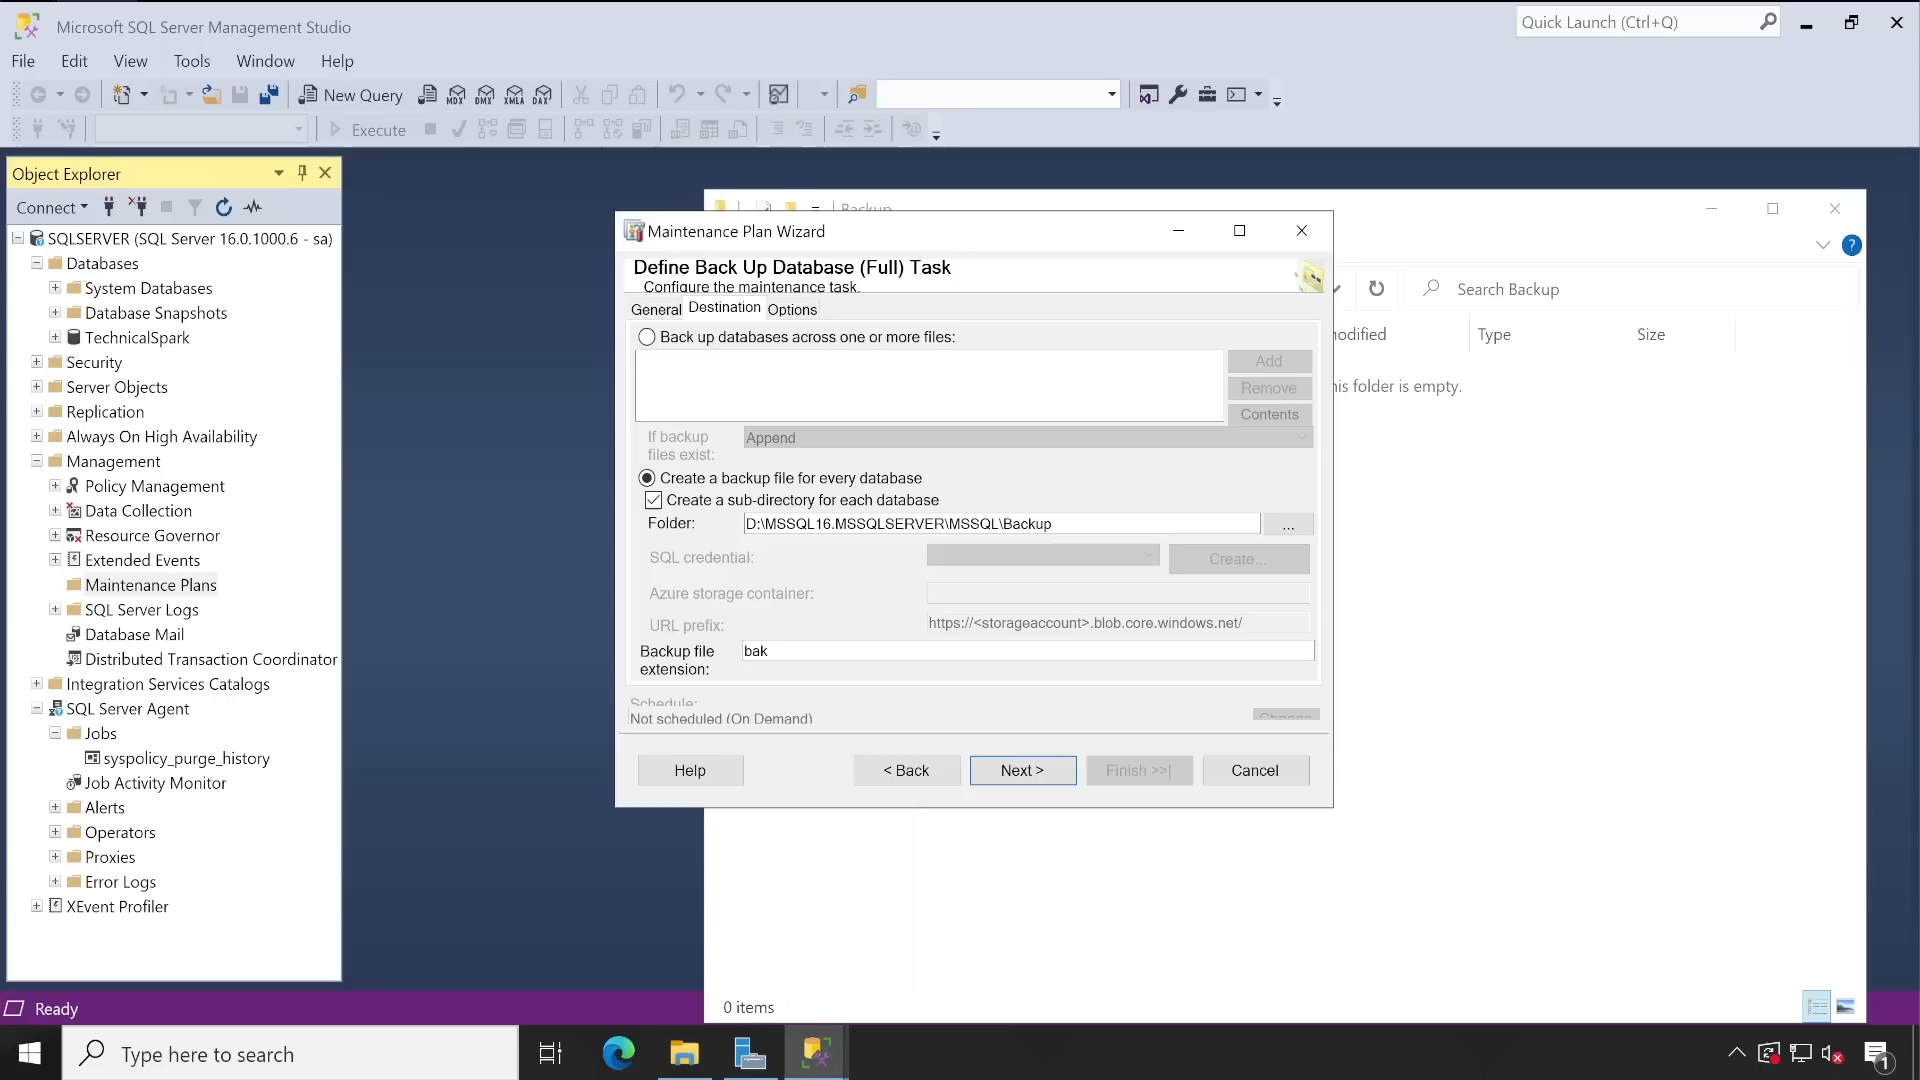 Microsoft SQL Server Management Studio
Quick Launch (Ctrl+Q)
File Edit View Tools Window Help
New Query
MDX DMX XMLA DAX
Execute
Object Explorer
Connect
SQLSERVER (SQL Server 16.0.1000.6 - sa)
Databases
System Databases
Database Snapshots
TechnicalSpark
Security
Server Objects
Replication
Always On High Availability
Management
Policy Management
Data Collection
Resource Governor
Extended Events
Maintenance Plans
SQL Server Logs
Database Mail
Distributed Transaction Coordinator
Integration Services Catalogs
SQL Server Agent
Jobs
syspolicy_purge_history
Job Activity Monitor
Alerts
Operators
Proxies
Error Logs
XEvent Profiler
Backup
Search Backup
Type
Size
folder is empty.
0 items
Maintenance Plan Wizard
Define Back Up Database (Full) Task
Configure the maintenance task.
General Destination Options
Back up databases across one or more files:
Add
Remove
Contents
If backup files exist:
Append
Create a backup file for every database
Create a sub-directory for each database
Folder:
D:\MSSQL16.MSSQLSERVER\MSSQL\Backup
...
SQL credential:
Create...
Azure storage container:
URL prefix:
https://<storageaccount>.blob.core.windows.net/
Backup file extension:
bak
Schedule:
Not scheduled (On Demand)
Change
Help
< Back
Next >
Finish >>|
Cancel
Ready
Type here to search
1